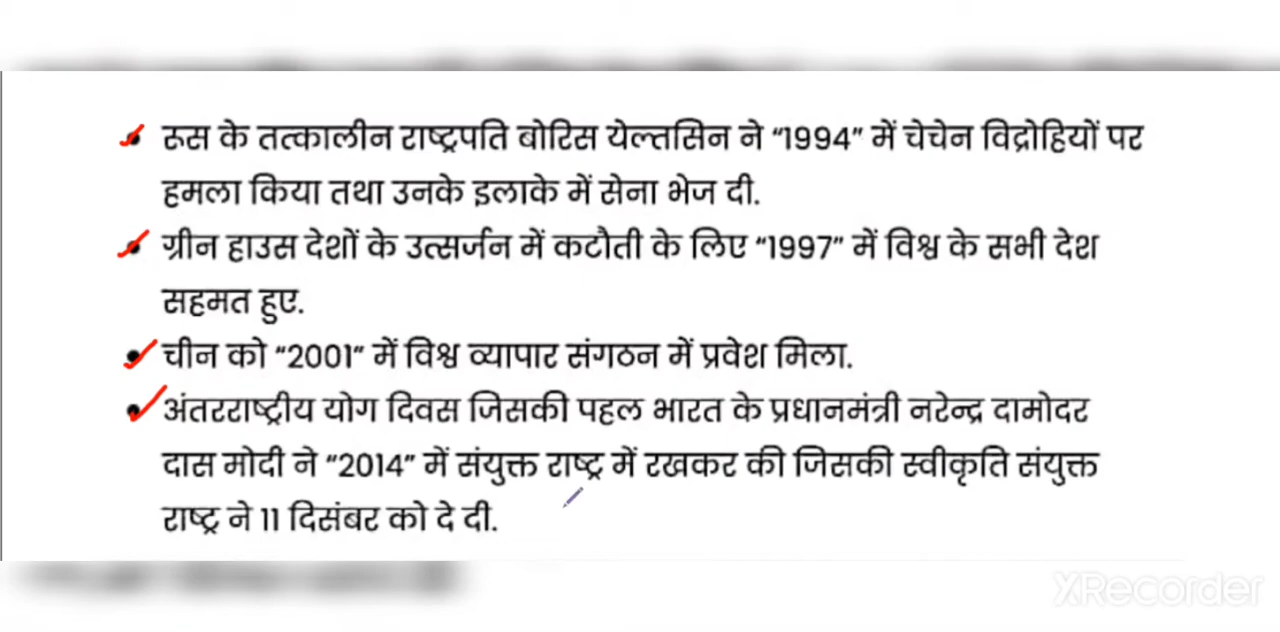 रूस के तत्कालीन राष्ट्रपति बोरिस येल्तसिन ने “1994” में चेचेन विद्रोहियों पर
हमला किया तथा उनके इलाके में सेना भेज दी.
ग्रीन हाउस देशों के उत्सर्जन में कटौती के लिए “1997” में विश्व के सभी देश
सहमत हुए.
चीन को “2001” में विश्व व्यापार संगठन में प्रवेश मिला.
अंतरराष्ट्रीय योग दिवस जिसकी पहल भारत के प्रधानमंत्री नरेन्द्र दामोदर
दास मोदी ने “2014” में संयुक्त राष्ट्र में रखकर की जिसकी स्वीकृति संयुक्त
राष्ट्र ने 11 दिसंबर को दे दी.
XRecorder